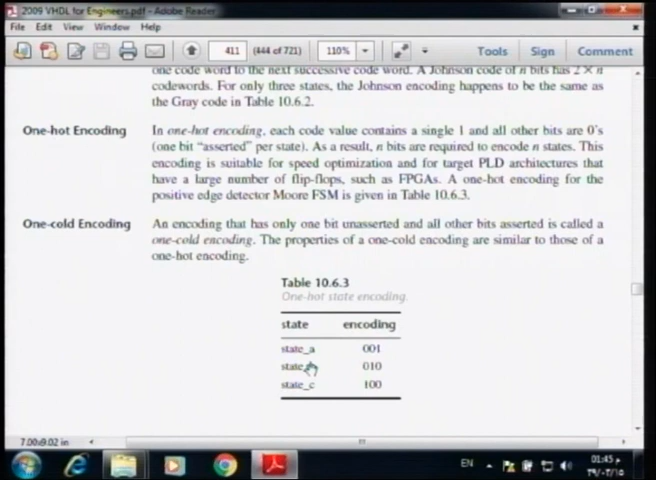 2009 VHDL for Engineers.pdf - Adobe Reader
File Edit View Window Help
411 (444 of 721) 110% Tools Sign Comment
one code word to the next successive code word. A Johnson code of n bits has 2 × n
codewords. For only three states, the Johnson encoding happens to be the same as
the Gray code in Table 10.6.2.
One-hot Encoding In one-hot encoding, each code value contains a single 1 and all other bits are 0's
(one bit “asserted” per state). As a result, n bits are required to encode n states. This
encoding is suitable for speed optimization and for target PLD architectures that
have a large number of flip-flops, such as FPGAs. A one-hot encoding for the
positive edge detector Moore FSM is given in Table 10.6.3.
One-cold Encoding An encoding that has only one bit unasserted and all other bits asserted is called a
one-cold encoding. The properties of a one-cold encoding are similar to those of a
one-hot encoding.
Table 10.6.3
One-hot state encoding.
state encoding
state_a 001
state 010
state_c 100
7.00x9.02 in
EN 01:45 م